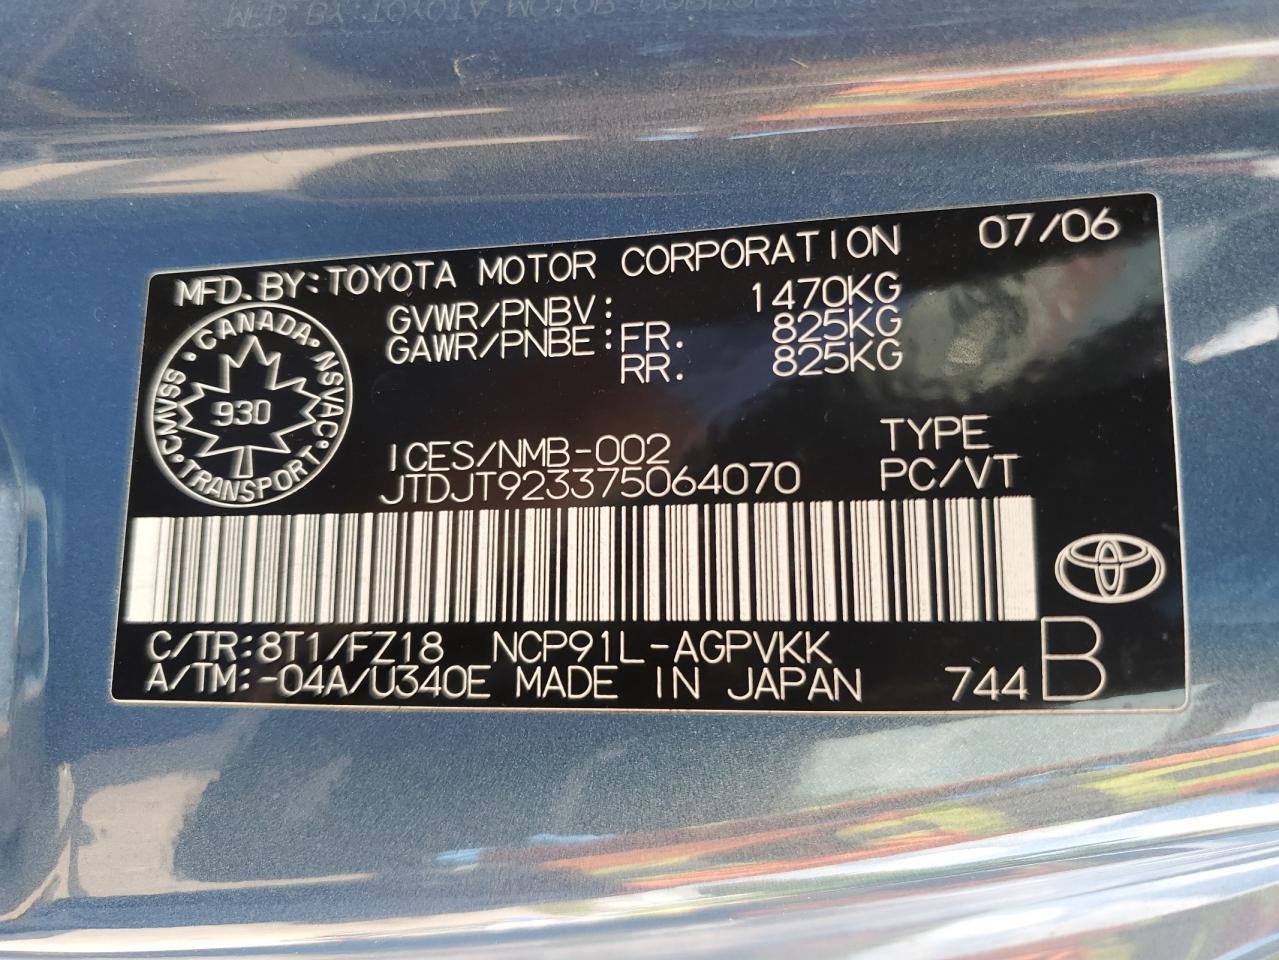 MFD. BY: TOYOTA MOTOR CORPORATION 07/06
GVWR/PNBV: 1470KG
GAWR/PNBE: FR. 825KG
RR. 825KG
CANADA
CMVSS NSVAC
930
TRANSPORT
ICES/NMB-002 TYPE
JTDJT923375064070 PC/VT
C/TR:8T1/FZ18 NCP91L-AGPVKK
A/TM:-04A/U340E MADE IN JAPAN 744 B